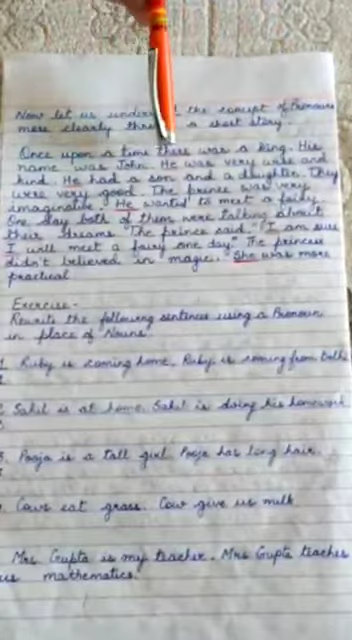 Now let us underst the concept of Pronouns
more clearly thr a short story.
Once upon a time there was a king. His
name was John. He was very wise and
kind. He had a son and a daughter. They
were very good. The prince was very
imaginative. He wanted to meet a fairy.
One day both of them were talking about
their dreams The prince said. "I am sure
I will meet a fairy one day." The princess
didn't believed in magic. She was more
practical
Exercise-
Rewrite the following sentences using a Pronoun
in place of Nouns
1 Ruby is coming home. Ruby is coming from
Sahil is at home. Sahil is doing his homework
3. Pooja is a tall girl. Pooja has long hair.
Cows eat grass. Cow give us milk
Mrs Gupta is my teacher. Mrs Gupta teaches
us mathematics.